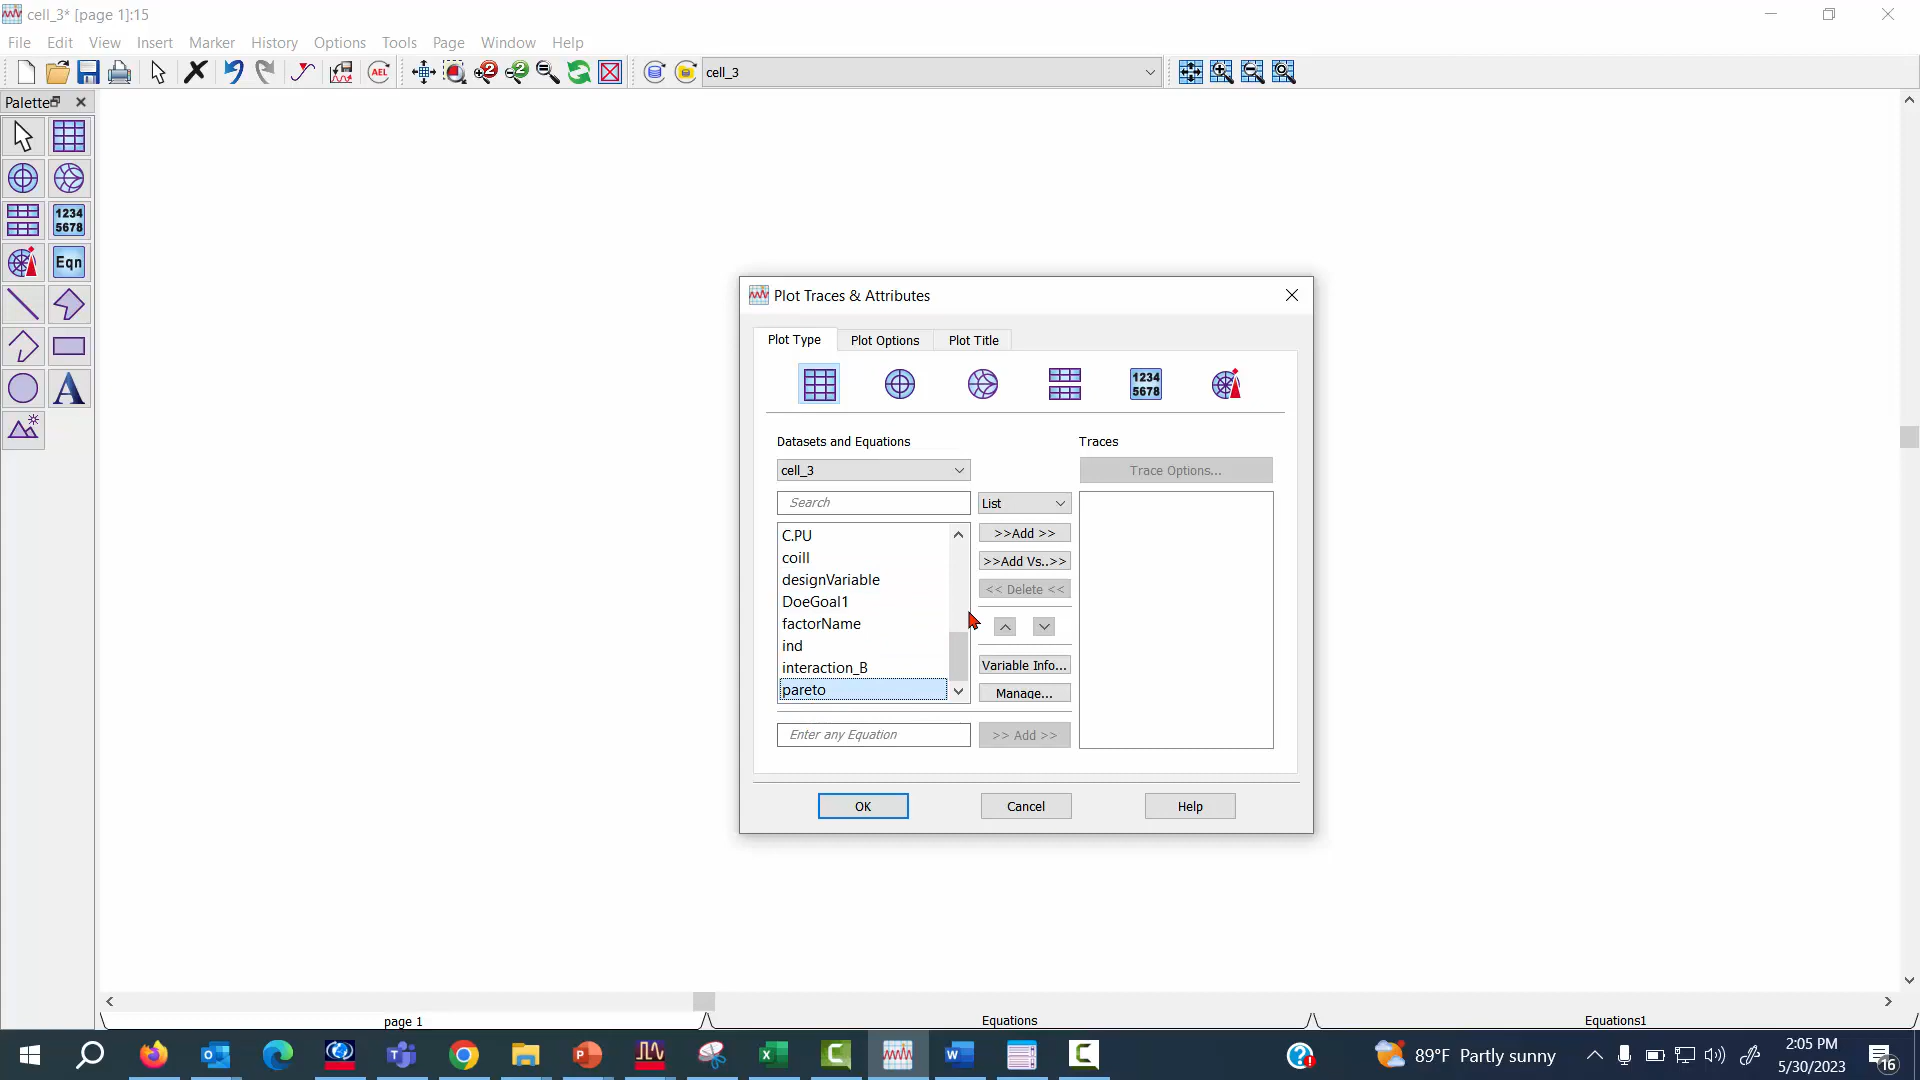 cell_3* [page 1]:15
File Edit View Insert Marker History Options Tools Page Window Help
AEL +2 -2 cell_3
Palette
1234
5678
Eqn
A
Plot Traces & Attributes
Plot Type Plot Options Plot Title
1234
5678
Datasets and Equations Traces
cell_3 Trace Options...
Search List
C.PU >>Add >>
coill >>Add Vs..>>
designVariable << Delete <<
DoeGoal1
factorName
ind
interaction_B Variable Info...
pareto Manage...
Enter any Equation >> Add >>
OK Cancel Help
page 1 Equations Equations1
89°F Partly sunny
2:05 PM
5/30/2023
16